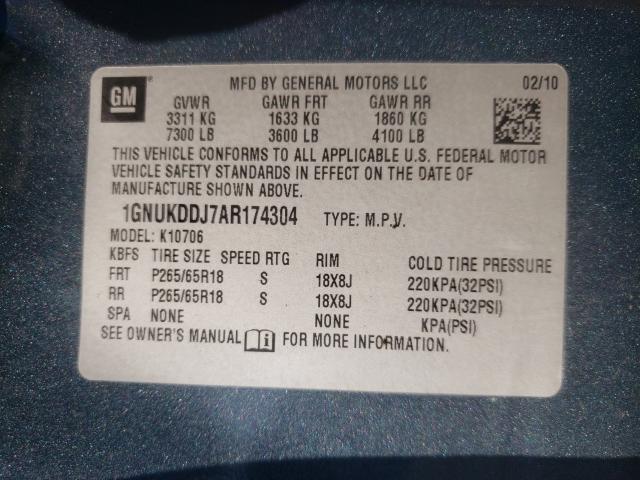 GM
MFD BY GENERAL MOTORS LLC 02/10
GVWR GAWR FRT GAWR RR
3311 KG 1633 KG 1860 KG
7300 LB 3600 LB 4100 LB
THIS VEHICLE CONFORMS TO ALL APPLICABLE U.S. FEDERAL MOTOR
VEHICLE SAFETY STANDARDS IN EFFECT ON THE DATE OF
MANUFACTURE SHOWN ABOVE.
1GNUKDDJ7AR174304 TYPE: M.P.V.
MODEL: K10706
KBFS TIRE SIZE SPEED RTG RIM COLD TIRE PRESSURE
FRT P265/65R18 S 18X8J 220KPA(32PSI)
RR P265/65R18 S 18X8J 220KPA(32PSI)
SPA NONE NONE KPA(PSI)
SEE OWNER'S MANUAL i FOR MORE INFORMATION.